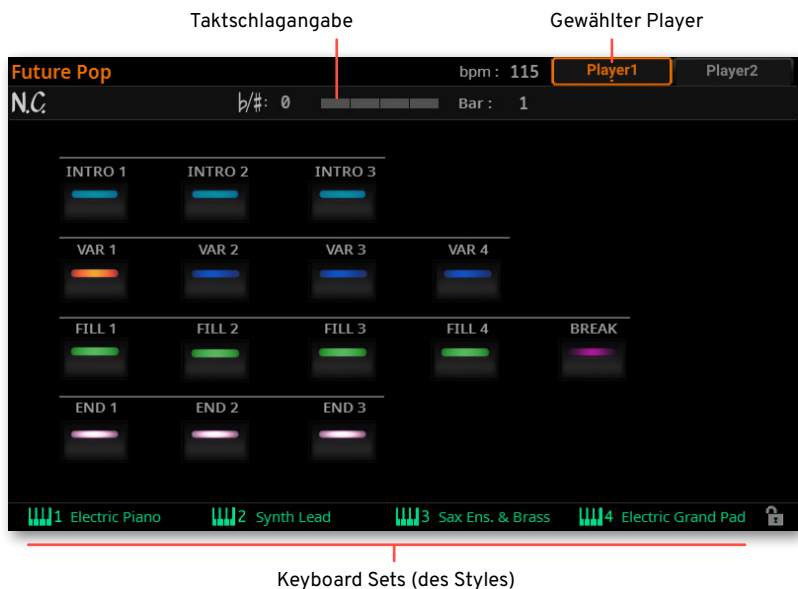 Taktschlagangabe Gewählter Player
Future Pop bpm : 115 Player1 Player2
N.C. b/#: 0 Bar : 1
INTRO 1 INTRO 2 INTRO 3
VAR 1 VAR 2 VAR 3 VAR 4
FILL 1 FILL 2 FILL 3 FILL 4 BREAK
END 1 END 2 END 3
1 Electric Piano 2 Synth Lead 3 Sax Ens. & Brass 4 Electric Grand Pad
Keyboard Sets (des Styles)